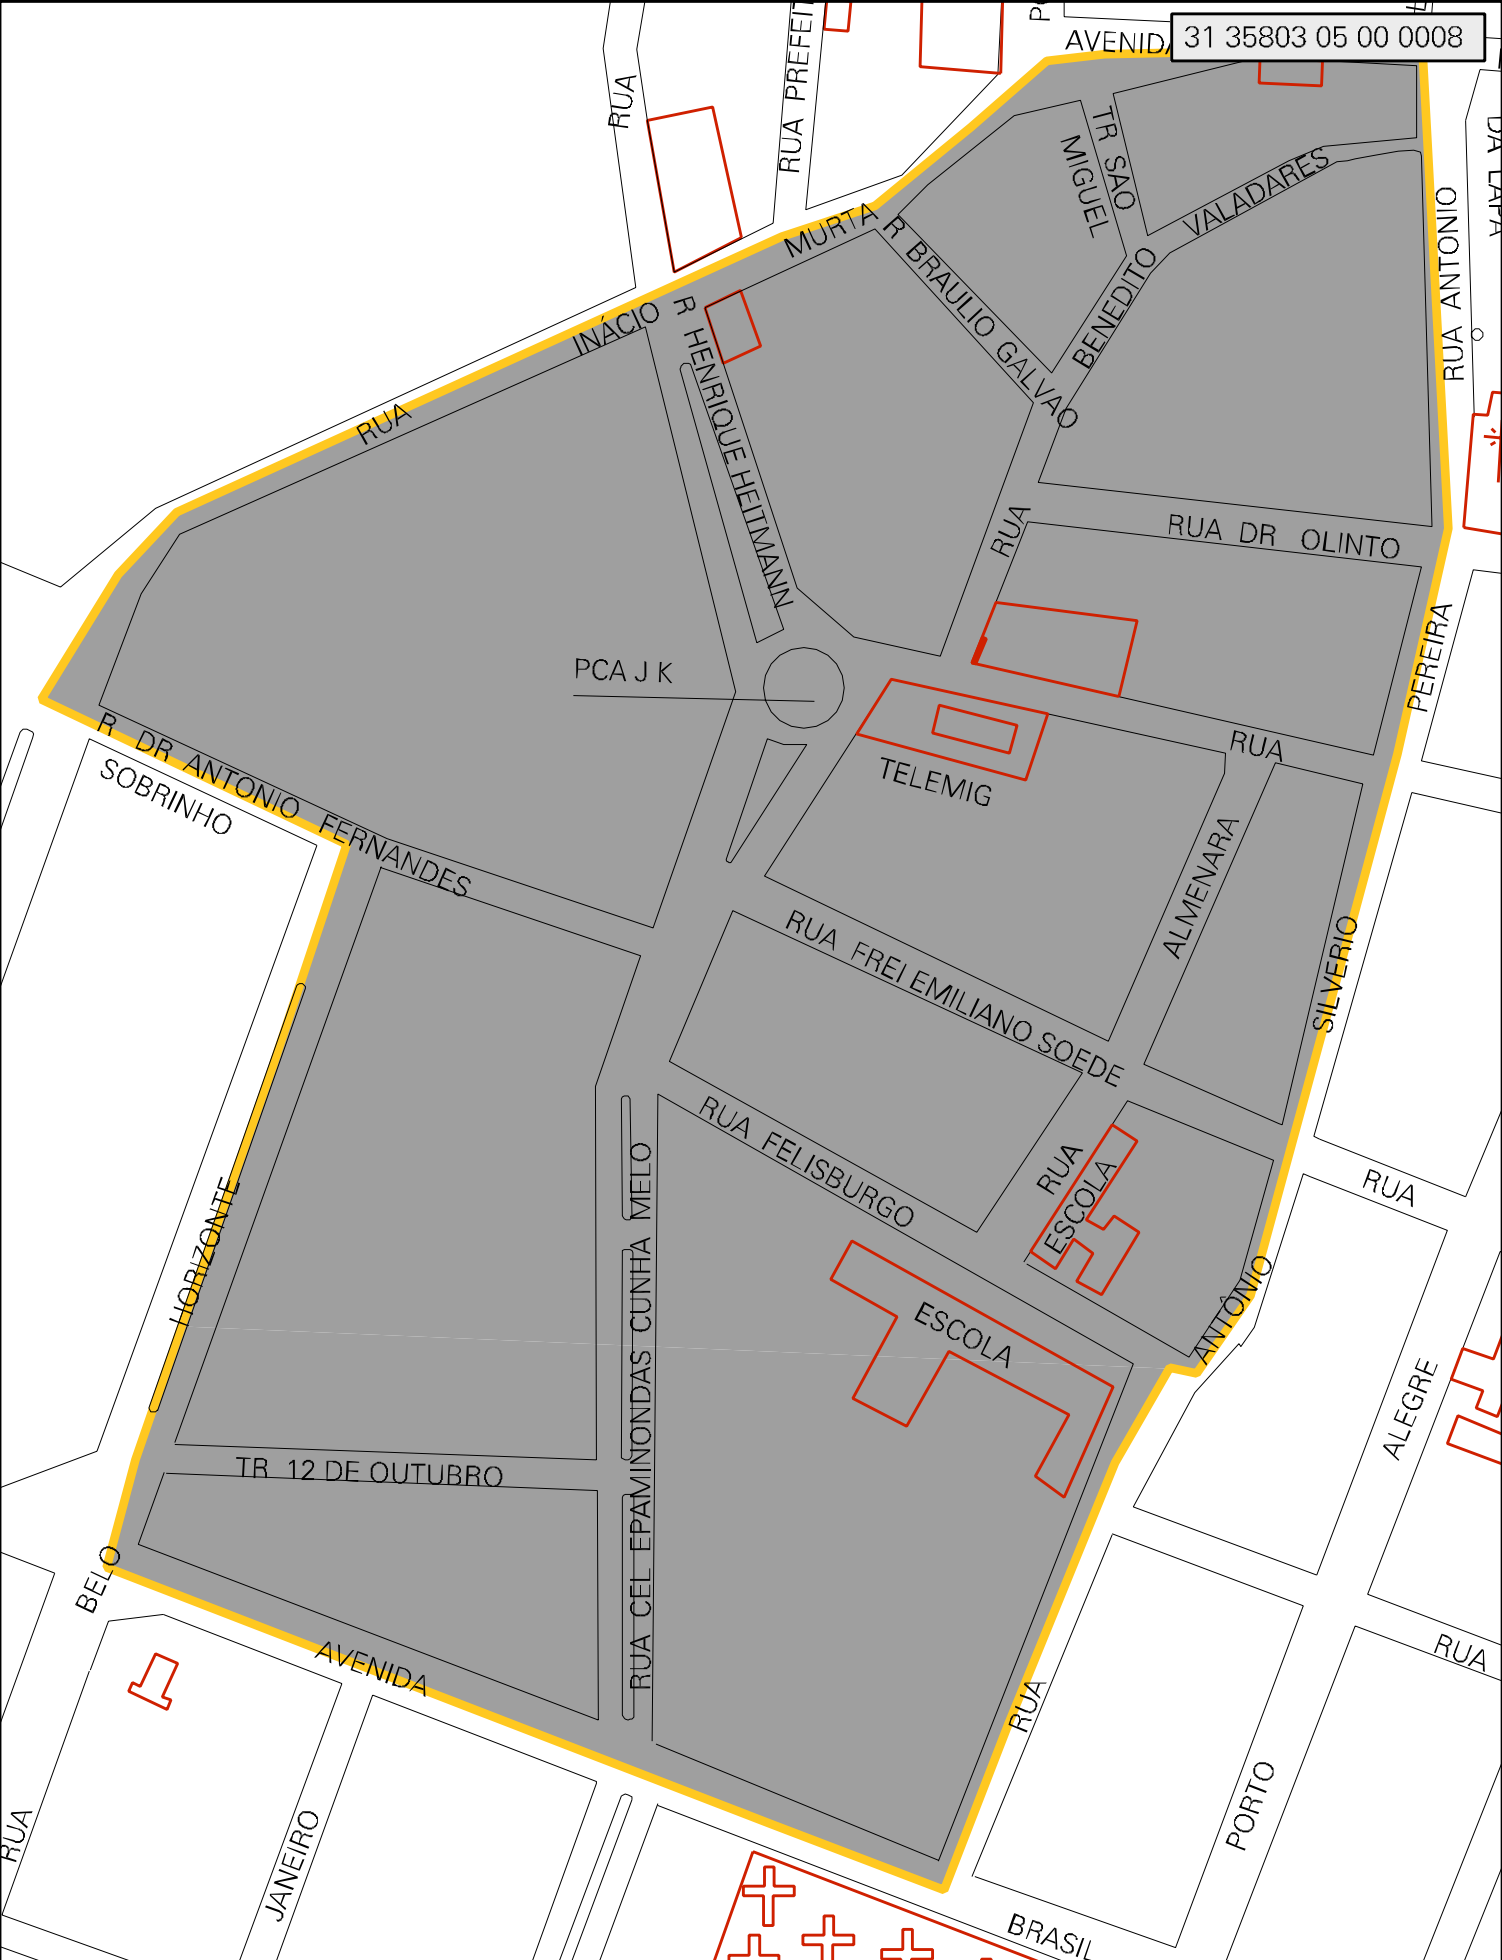 AVENIDA
31 35803 05 00 0008
RUA
RUA PREFEIT
DA LAPA
TR SAO
MIGUEL
VALADARES
MURTA
R BRAULIO GALVAO
BENEDITO
RUA ANTONIO
INÁCIO
R HENRIQUE HEITMANN
RUA
RUA
RUA DR OLINTO
PCA J K
PEREIRA
R DR ANTONIO FERNANDES
SOBRINHO
RUA
TELEMIG
ALMENARA
RUA FREI EMILIANO SOEDE
SILVERIO
RUA FELISBURGO
RUA
ESCOLA
RUA
HORIZONTE
RUA CEL EPAMINONDAS CUNHA MELO
ESCOLA
ANTÔNIO
ALEGRE
TR 12 DE OUTUBRO
BELO
AVENIDA
RUA
RUA
RUA
JANEIRO
PORTO
BRASIL